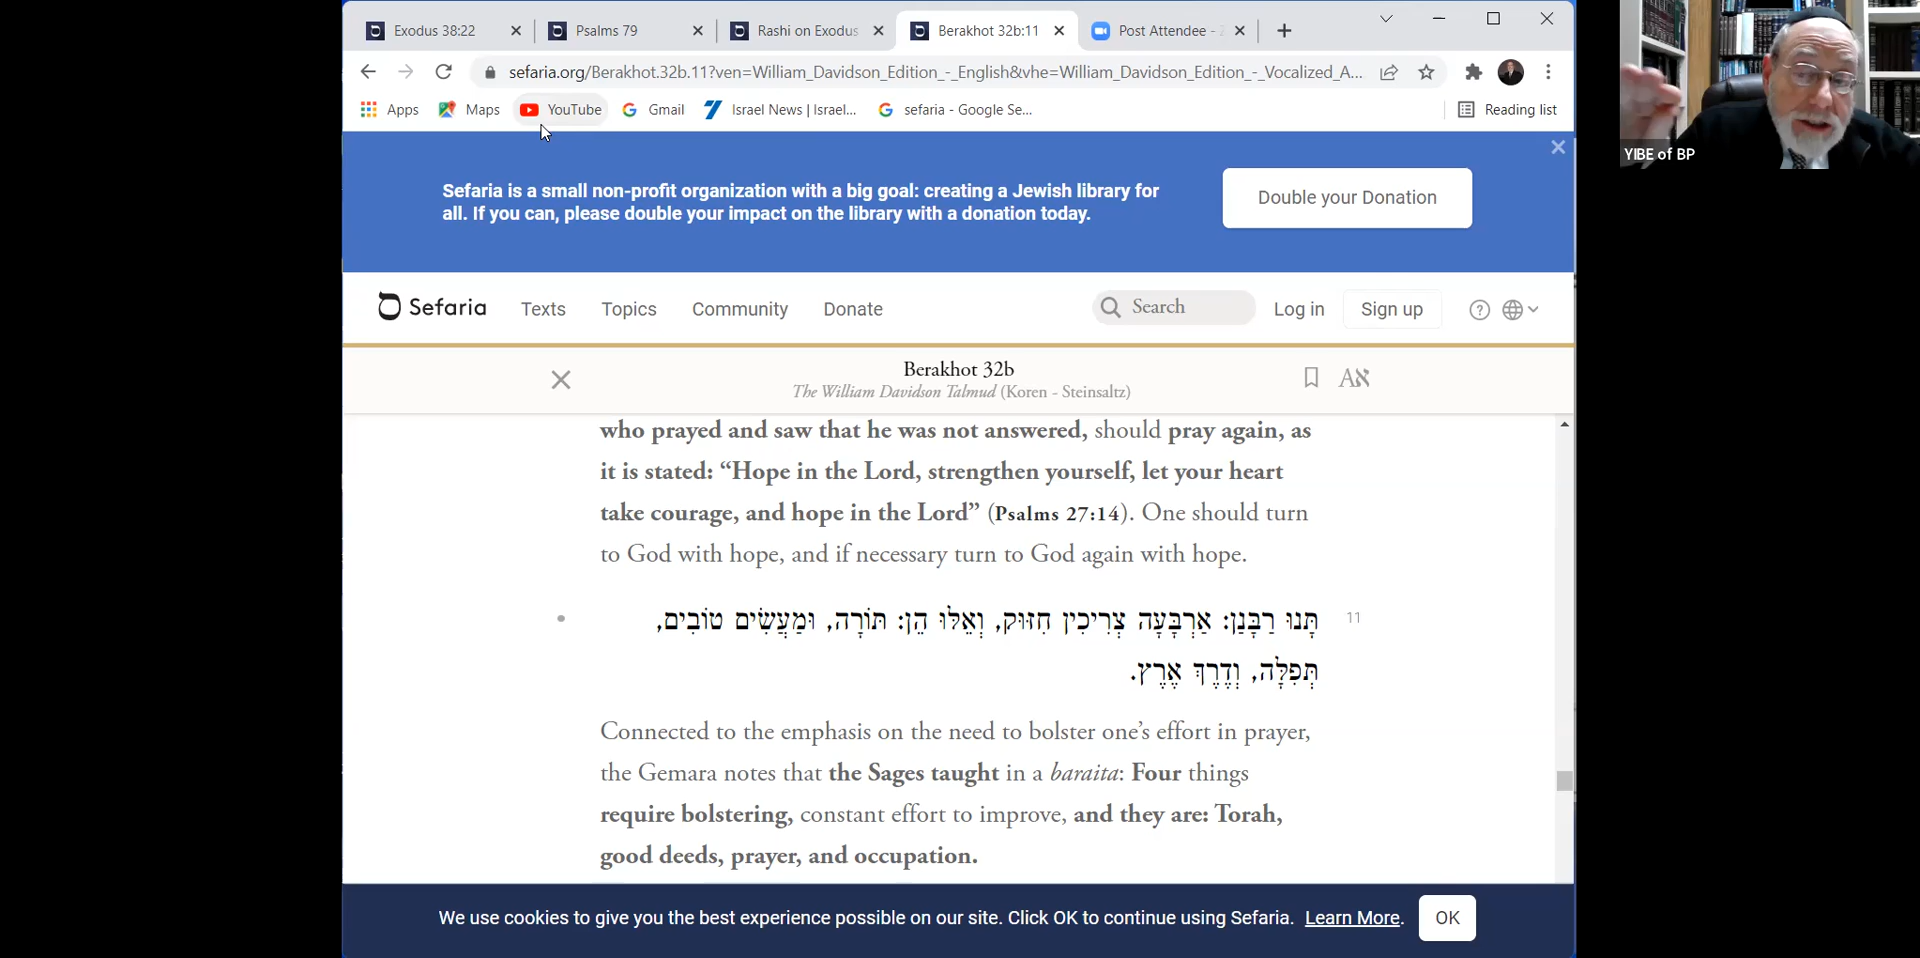 Exodus 38:22
Psalms 79
Rashi on Exodus
Berakhot 32b:11
Post Attendee -
sefaria.org/Berakhot.32b.11?ven=William_Davidson_Edition_-_English&vhe=William_Davidson_Edition_-_Vocalized_A...
Apps
Maps
YouTube
Gmail
Israel News | Israel...
sefaria - Google Se...
Reading list
YIBE of BP
Sefaria is a small non-profit organization with a big goal: creating a Jewish library for
all. If you can, please double your impact on the library with a donation today.
Double your Donation
Sefaria
Texts
Topics
Community
Donate
Search
Log in
Sign up
Berakhot 32b
The William Davidson Talmud (Koren - Steinsaltz)
who prayed and saw that he was not answered, should pray again, as
it is stated: “Hope in the Lord, strengthen yourself, let your heart
take courage, and hope in the Lord” (Psalms 27:14). One should turn
to God with hope, and if necessary turn to God again with hope.
11
תָּנוּ רַבָּנַן: אַרְבָּעָה צְרִיכִין חִזּוּק, וְאֵלּוּ הֵן: תּוֹרָה, וּמַעֲשִׂים טוֹבִים,
תְּפִלָּה, וְדֶרֶךְ אֶרֶץ.
Connected to the emphasis on the need to bolster one’s effort in prayer,
the Gemara notes that the Sages taught in a baraita: Four things
require bolstering, constant effort to improve, and they are: Torah,
good deeds, prayer, and occupation.
We use cookies to give you the best experience possible on our site. Click OK to continue using Sefaria. Learn More.
OK